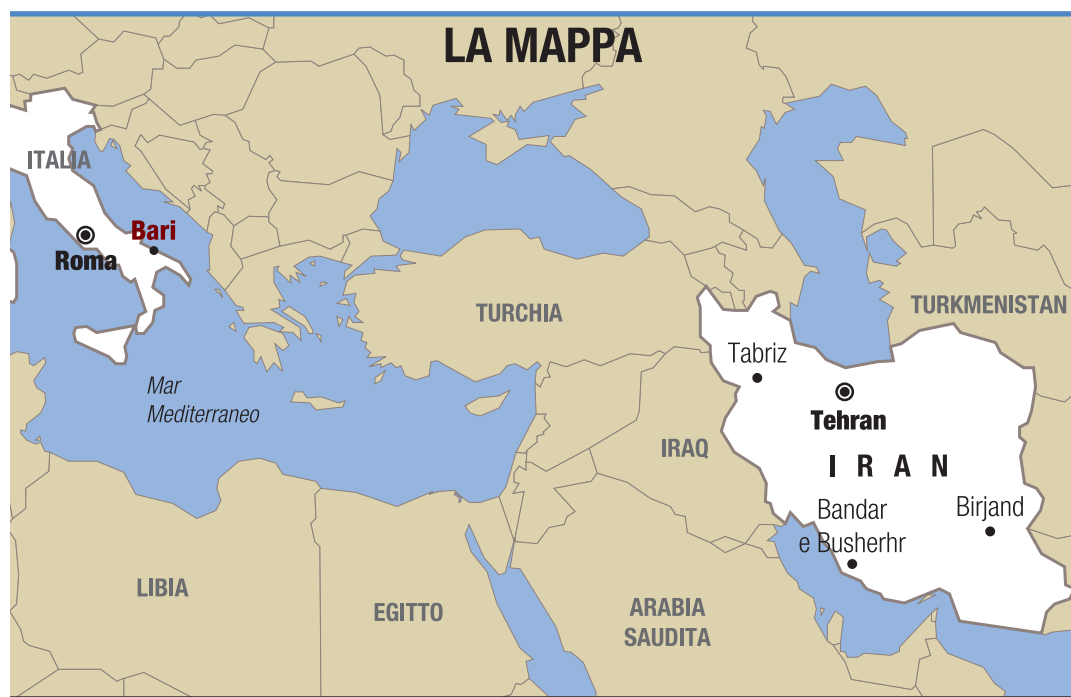 LA MAPPA
ITALIA
Bari
Roma
TURCHIA
TURKMENISTAN
Tabriz
Mar
Mediterraneo
Tehran
IRAQ
IRAN
Bandar
e Busherhr
Birjand
LIBIA
EGITTO
ARABIA
SAUDITA